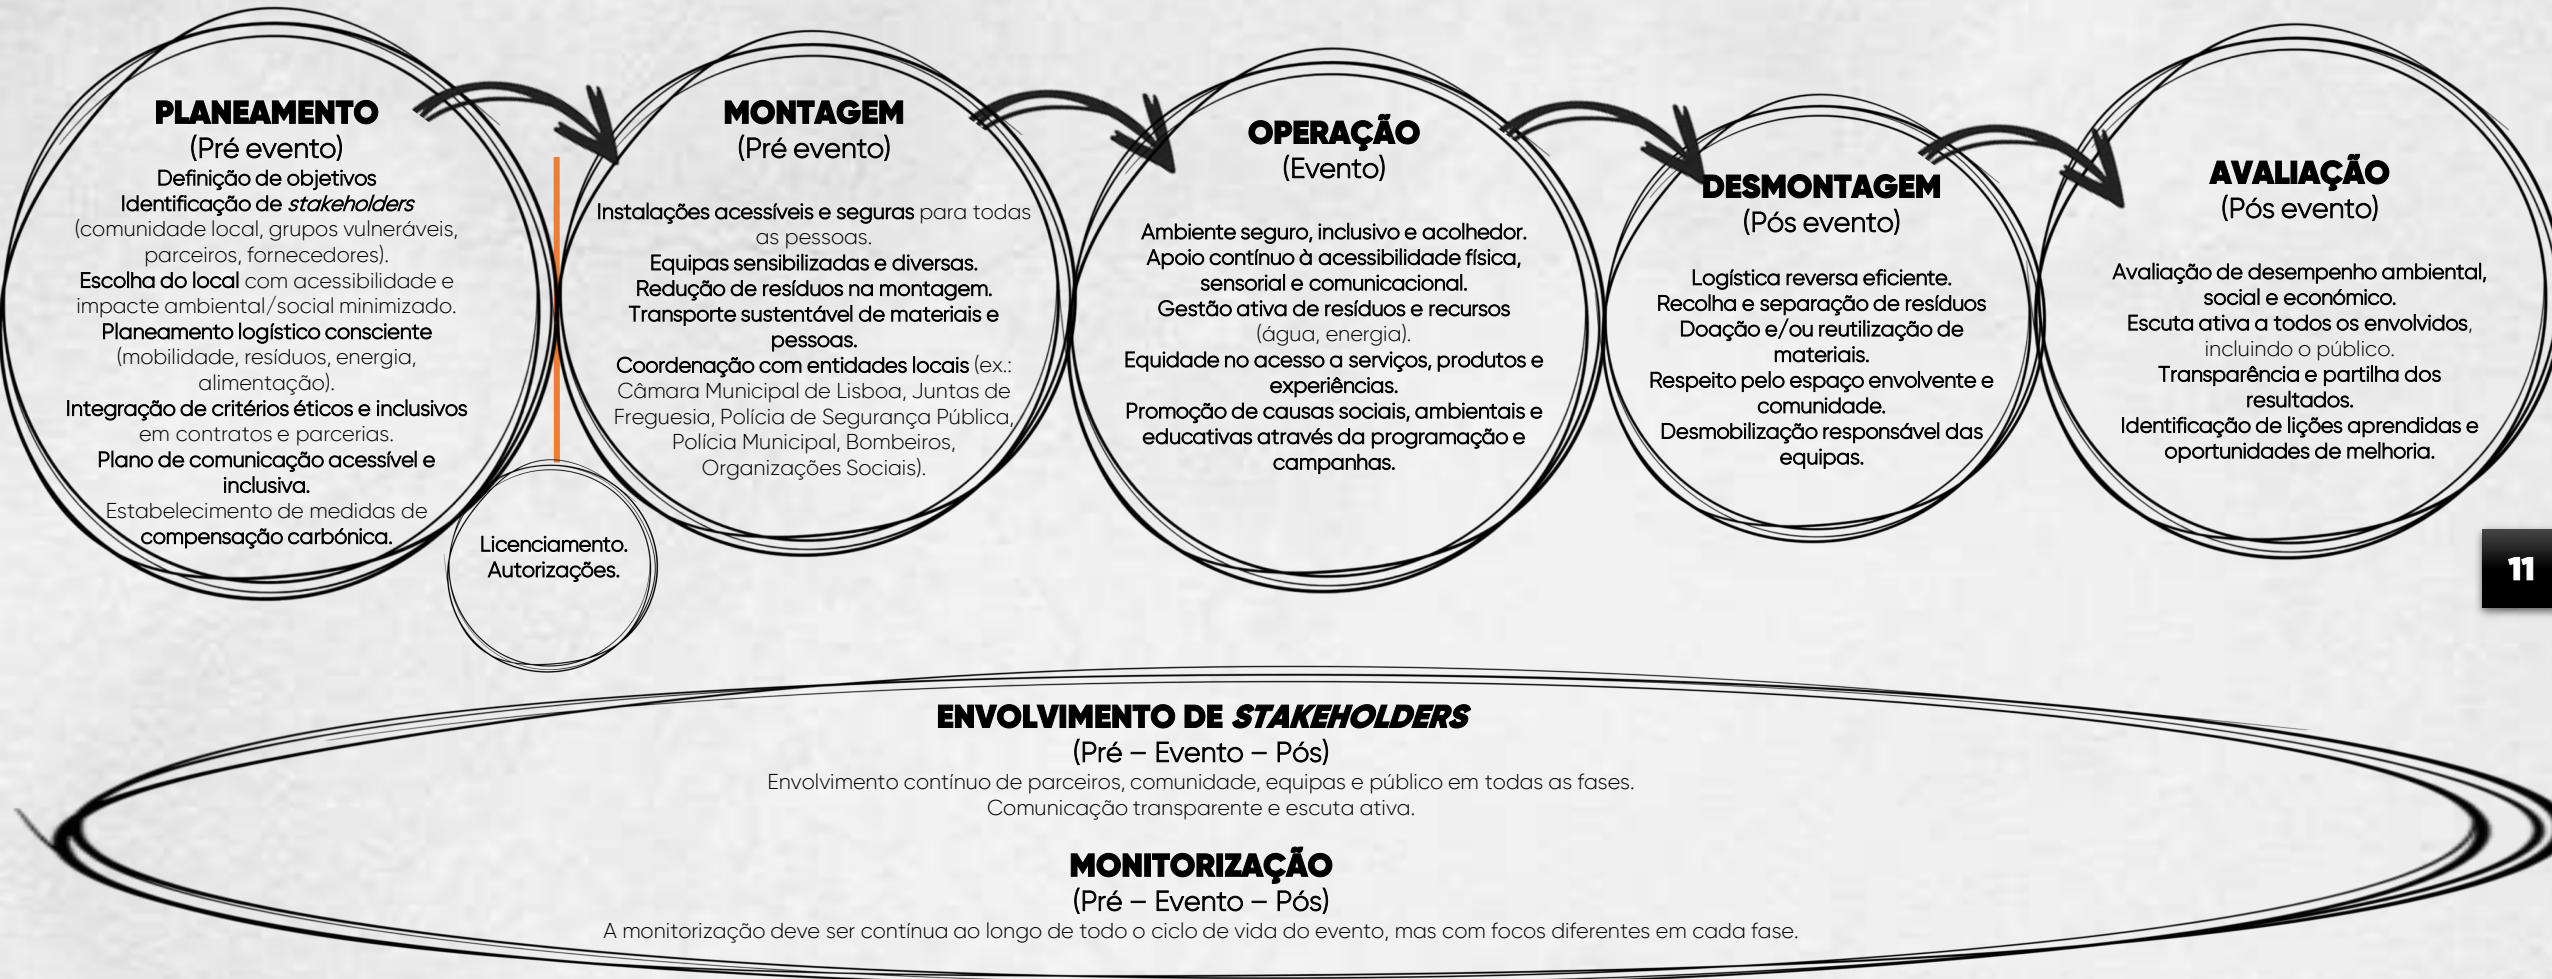 PLANEAMENTO
(Pré evento)
Definição de objetivos
Identificação de stakeholders
(comunidade local, grupos vulneráveis,
parceiros, fornecedores).
Escolha do local com acessibilidade e
impacte ambiental/social minimizado.
Planeamento logístico consciente
(mobilidade, resíduos, energia,
alimentação).
Integração de critérios éticos e inclusivos
em contratos e parcerias.
Plano de comunicação acessível e
inclusiva.
Estabelecimento de medidas de
compensação carbónica.
Licenciamento.
Autorizações.
MONTAGEM
(Pré evento)
Instalações acessíveis e seguras para todas
as pessoas.
Equipas sensibilizadas e diversas.
Redução de resíduos na montagem.
Transporte sustentável de materiais e
pessoas.
Coordenação com entidades locais (ex.:
Câmara Municipal de Lisboa, Juntas de
Freguesia, Polícia de Segurança Pública,
Polícia Municipal, Bombeiros,
Organizações Sociais).
OPERAÇÃO
(Evento)
Ambiente seguro, inclusivo e acolhedor.
Apoio contínuo à acessibilidade física,
sensorial e comunicacional.
Gestão ativa de resíduos e recursos
(água, energia).
Equidade no acesso a serviços, produtos e
experiências.
Promoção de causas sociais, ambientais e
educativas através da programação e
campanhas.
DESMONTAGEM
(Pós evento)
Logística reversa eficiente.
Recolha e separação de resíduos
Doação e/ou reutilização de
materiais.
Respeito pelo espaço envolvente e
comunidade.
Desmobilização responsável das
equipas.
AVALIAÇÃO
(Pós evento)
Avaliação de desempenho ambiental,
social e económico.
Escuta ativa a todos os envolvidos,
incluindo o público.
Transparência e partilha dos
resultados.
Identificação de lições aprendidas e
oportunidades de melhoria.
11
ENVOLVIMENTO DE STAKEHOLDERS
(Pré – Evento – Pós)
Envolvimento contínuo de parceiros, comunidade, equipas e público em todas as fases.
Comunicação transparente e escuta ativa.
MONITORIZAÇÃO
(Pré – Evento – Pós)
A monitorização deve ser contínua ao longo de todo o ciclo de vida do evento, mas com focos diferentes em cada fase.